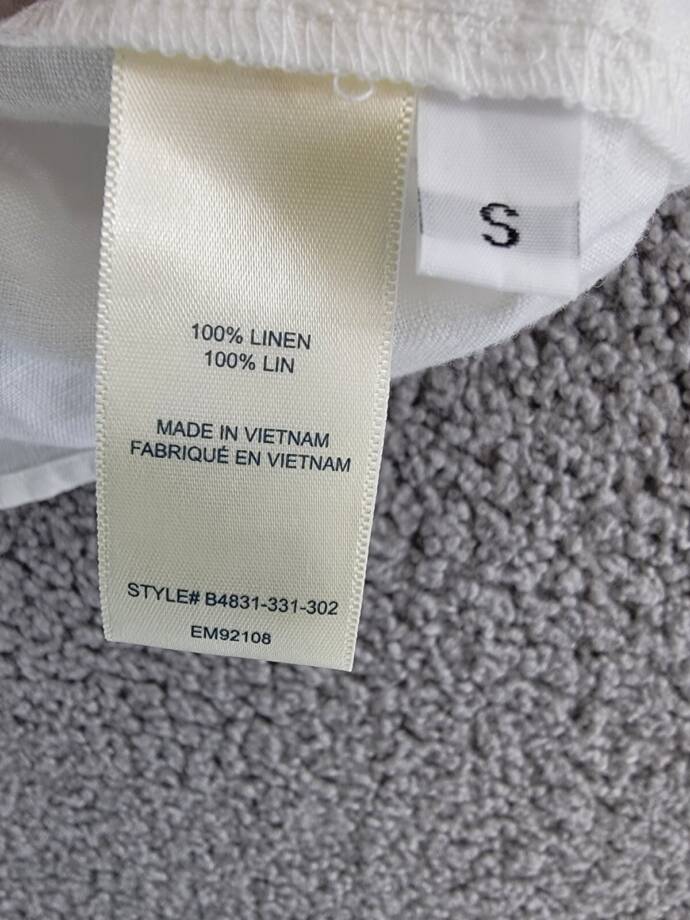 S
100% LINEN
100% LIN
MADE IN VIETNAM
FABRIQUÉ EN VIETNAM
STYLE# B4831-331-302
EM92108